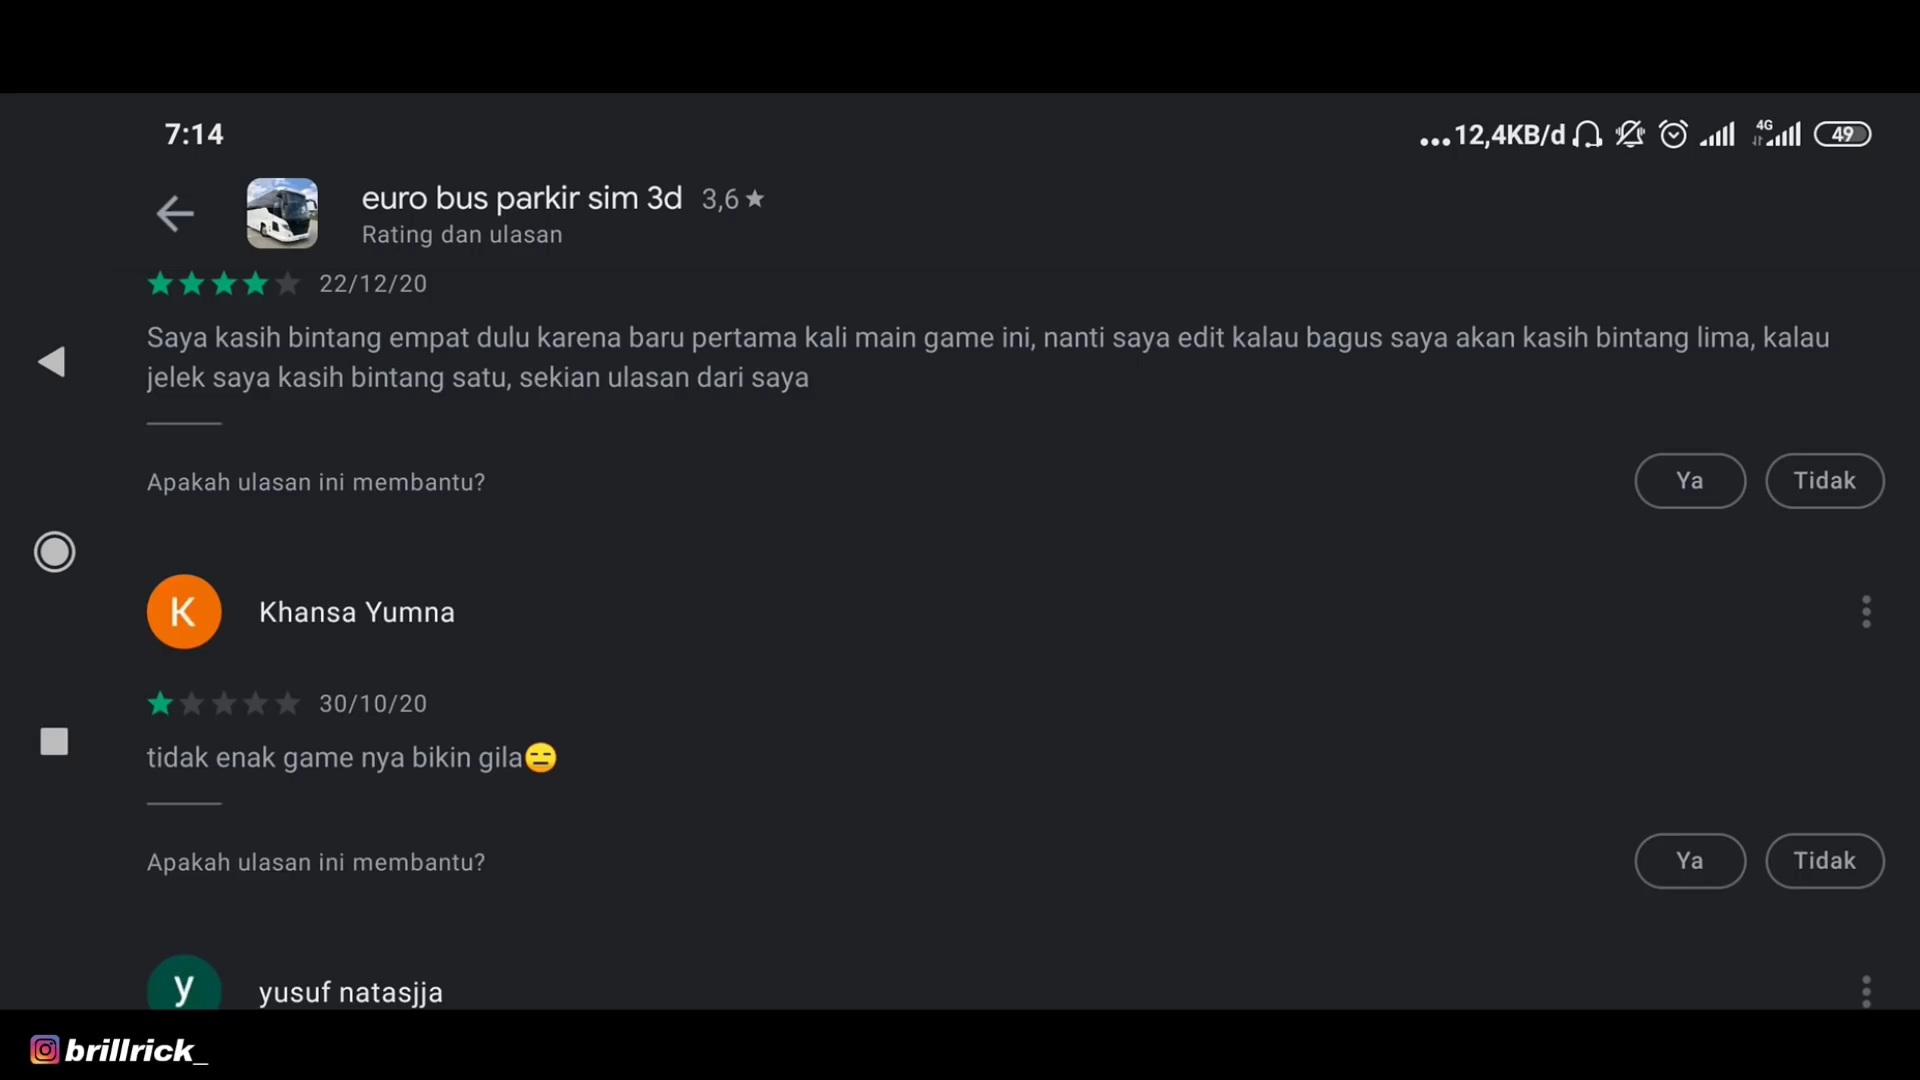 7:14
...12,4KB/d 4G 49
euro bus parkir sim 3d 3,6★
Rating dan ulasan
22/12/20
Saya kasih bintang empat dulu karena baru pertama kali main game ini, nanti saya edit kalau bagus saya akan kasih bintang lima, kalau
jelek saya kasih bintang satu, sekian ulasan dari saya
Apakah ulasan ini membantu? Ya Tidak
K Khansa Yumna
30/10/20
tidak enak game nya bikin gila😑
Apakah ulasan ini membantu? Ya Tidak
y yusuf natasjja
brillrick_